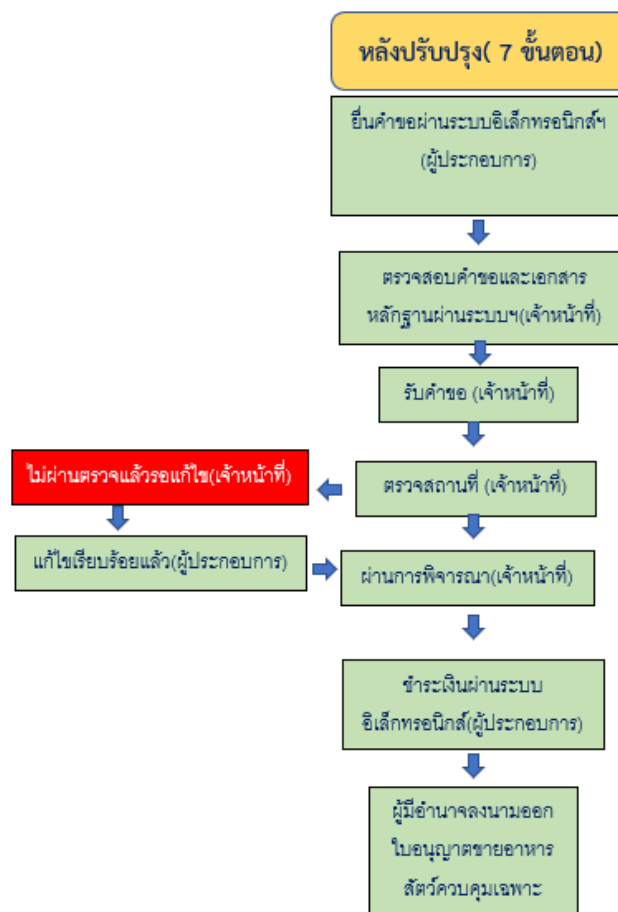 หลังปรับปรุง( 7 ขั้นตอน)
ยื่นคำขอผ่านระบบอิเล็กทรอนิกส์ฯ
(ผู้ประกอบการ)
ตรวจสอบคำขอและเอกสาร
หลักฐานผ่านระบบฯ(เจ้าหน้าที่)
รับคำขอ (เจ้าหน้าที่)
ตรวจสถานที่ (เจ้าหน้าที่)
ไม่ผ่านตรวจแล้วรอแก้ไข(เจ้าหน้าที่)
แก้ไขเรียบร้อยแล้ว(ผู้ประกอบการ)
ผ่านการพิจารณา(เจ้าหน้าที่)
ชำระเงินผ่านระบบ
อิเล็กทรอนิกส์(ผู้ประกอบการ)
ผู้มีอำนาจลงนามออก
ใบอนุญาตขายอาหาร
สัตว์ควบคุมเฉพาะ